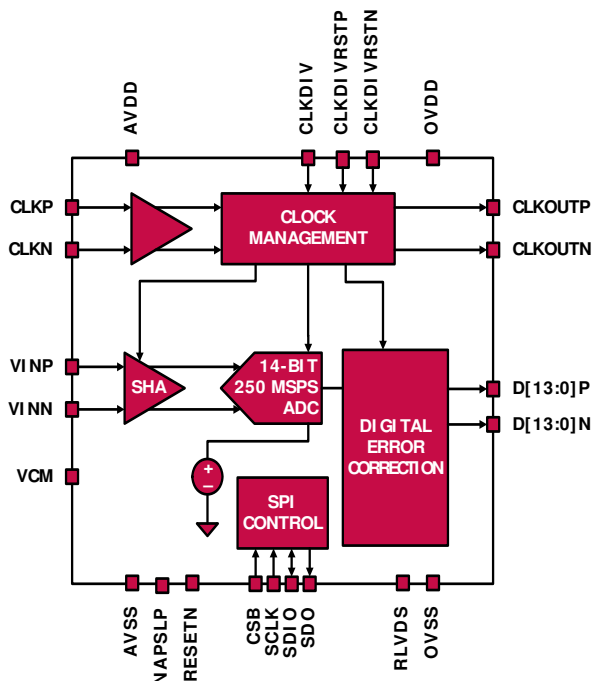 AVDD
CLKDIV
CLKDIVRSTP
CLKDIVRSTN
OVDD
CLKP
CLKN
CLOCK
MANAGEMENT
CLKOUTP
CLKOUTN
VINP
VINN
SHA
14-BIT
250 MSPS
ADC
D[13:0]P
D[13:0]N
DIGITAL
ERROR
CORRECTION
VCM
+
–
SPI
CONTROL
AVSS
NAPSLP
RESETN
CSB
SCLK
SDIO
SDO
RLVDS
OVSS